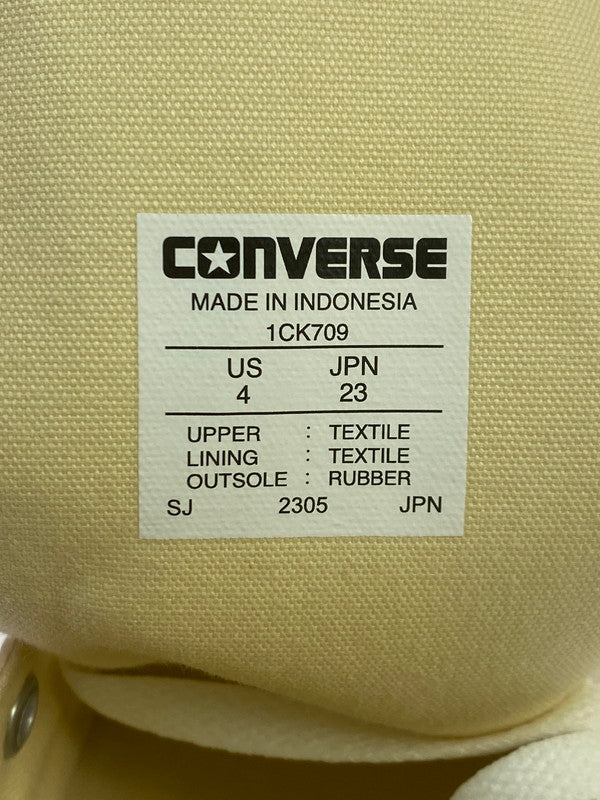 CONVERSE
MADE IN INDONESIA
1CK709
US JPN
4 23
UPPER : TEXTILE
LINING : TEXTILE
OUTSOLE : RUBBER
SJ 2305 JPN